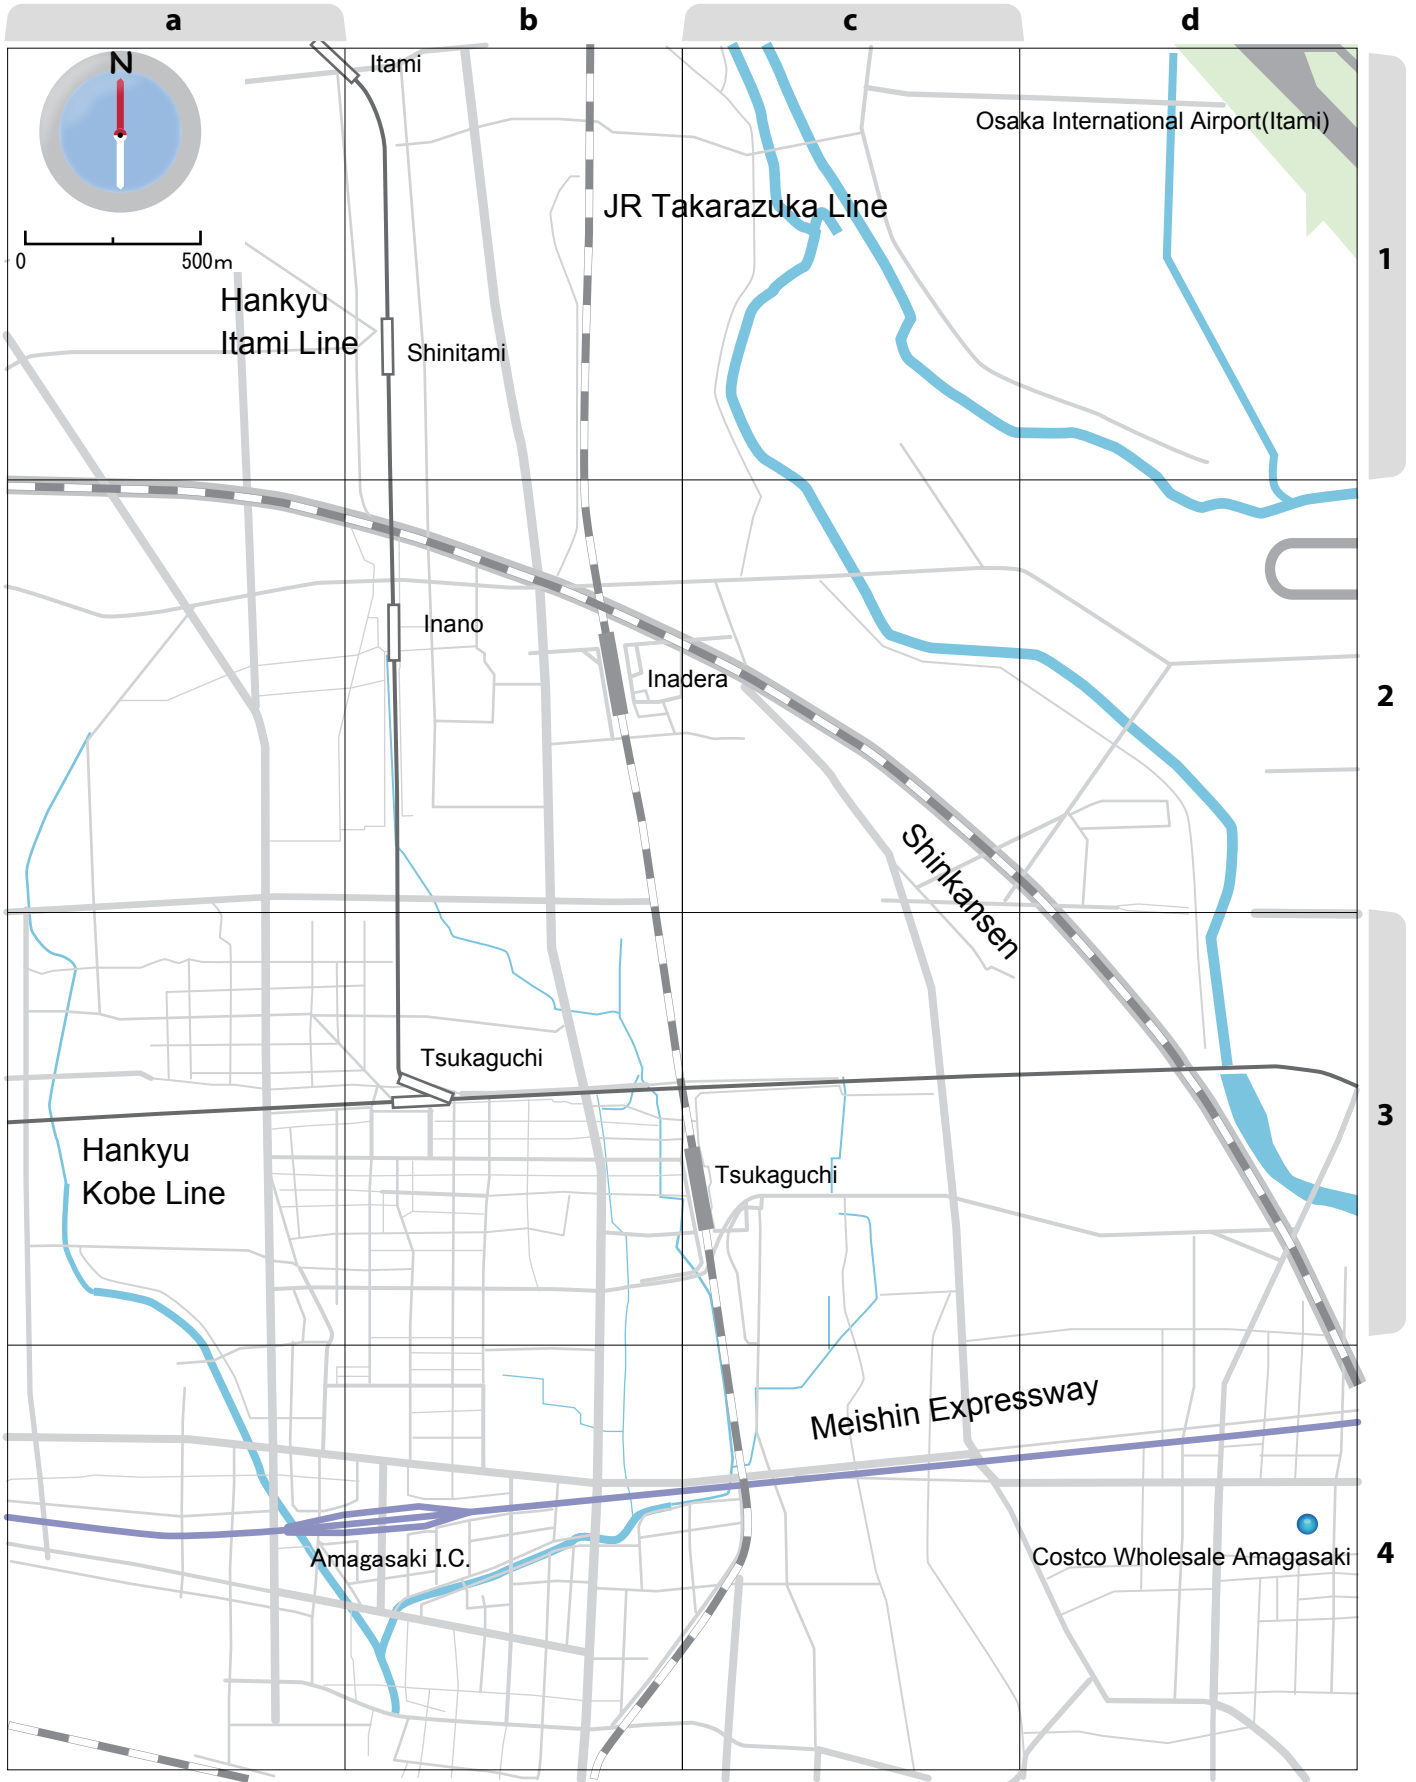 a b c d
N
Itami
Osaka International Airport(Itami)
JR Takarazuka Line
0 500m
1
Hankyu
Itami Line
Shinitami
Inano
Inadera
2
Shinkansen
Tsukaguchi
3
Hankyu
Kobe Line
Tsukaguchi
Meishin Expressway
Amagasaki I.C.
Costco Wholesale Amagasaki
4